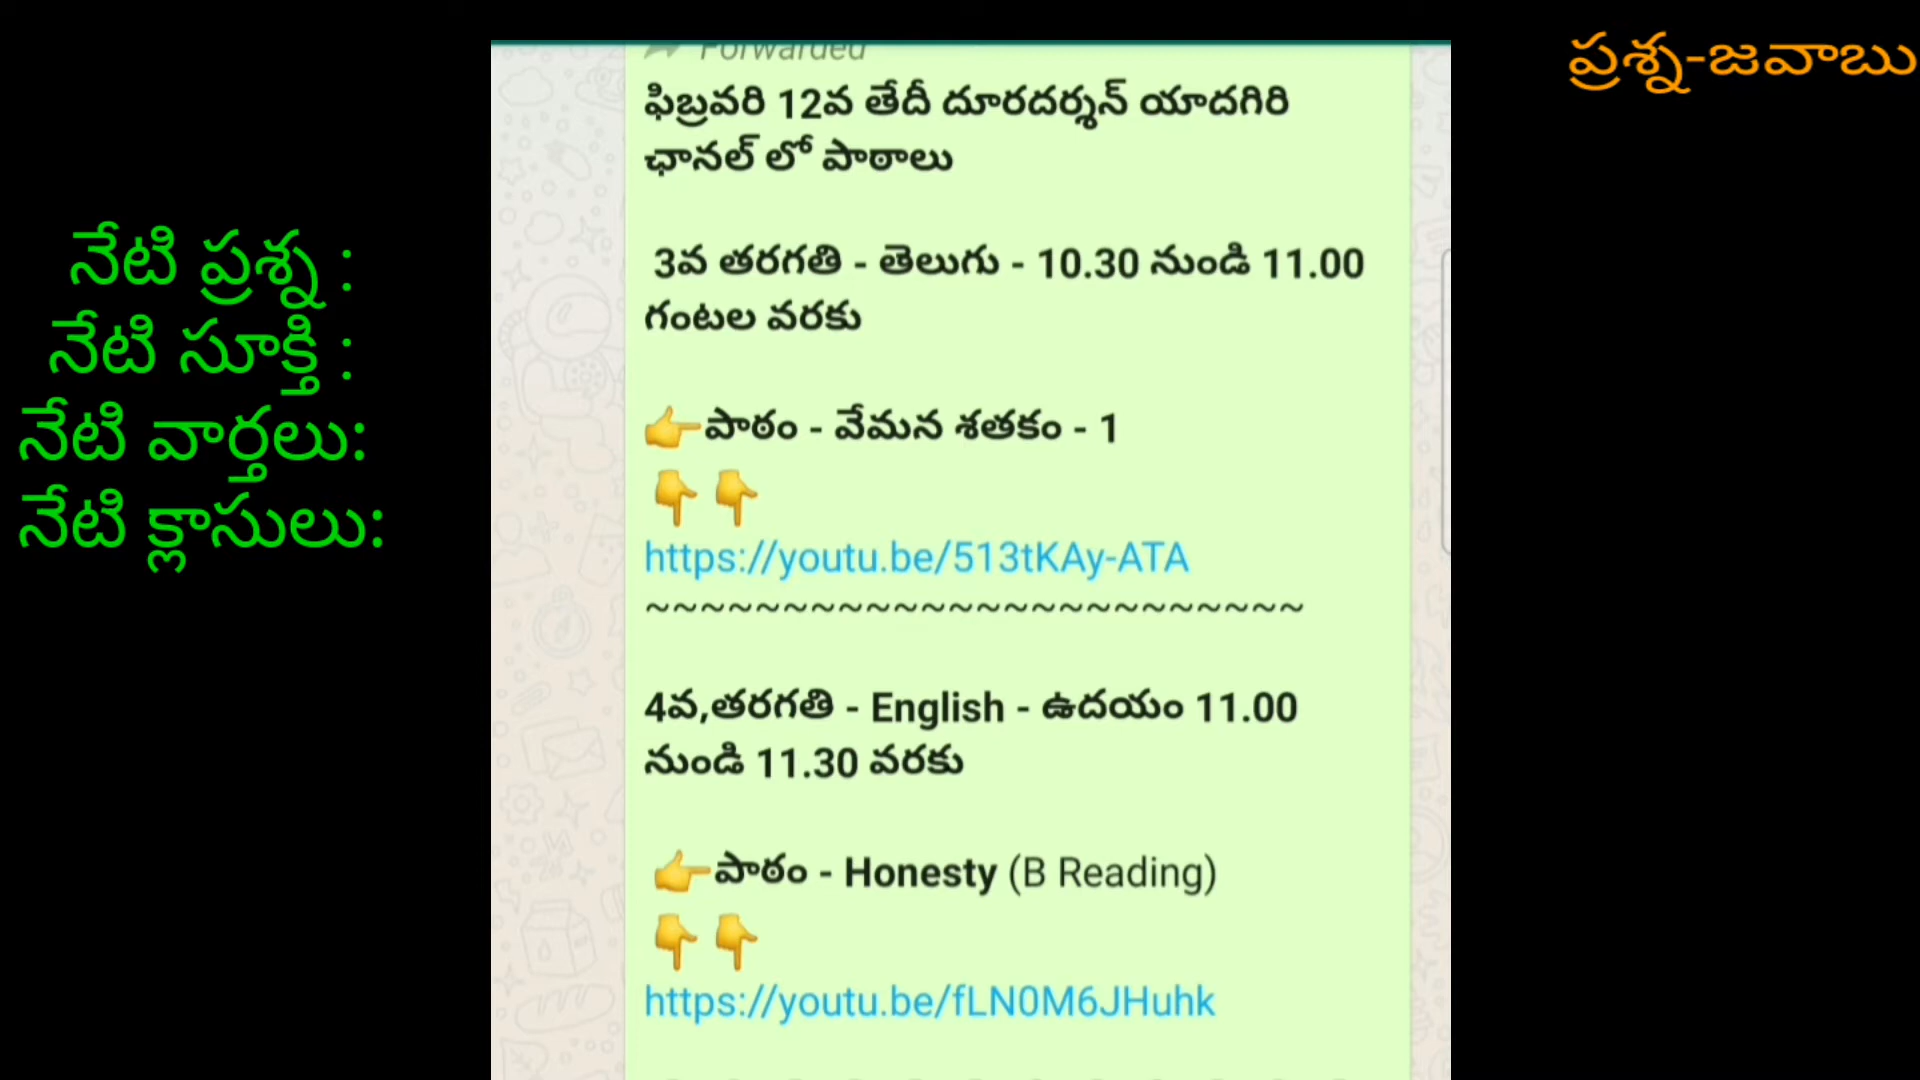 ప్రశ్న-జవాబు
నేటి ప్రశ్న :
నేటి సూక్తి :
నేటి వార్తలు:
నేటి క్లాసులు:
Forwarded
ఫిబ్రవరి 12వ తేదీ దూరదర్శన్ యాదగిరి
ఛానల్ లో పాఠాలు
3వ తరగతి - తెలుగు - 10.30 నుండి 11.00
గంటల వరకు
👉పాఠం - వేమన శతకం - 1
👇👇
https://youtu.be/513tKAy-ATA
~~~~~~~~~~~~~~~~~~~~~~~~
4వ,తరగతి - English - ఉదయం 11.00
నుండి 11.30 వరకు
👉పాఠం - Honesty (B Reading)
👇👇
https://youtu.be/fLN0M6JHuhk